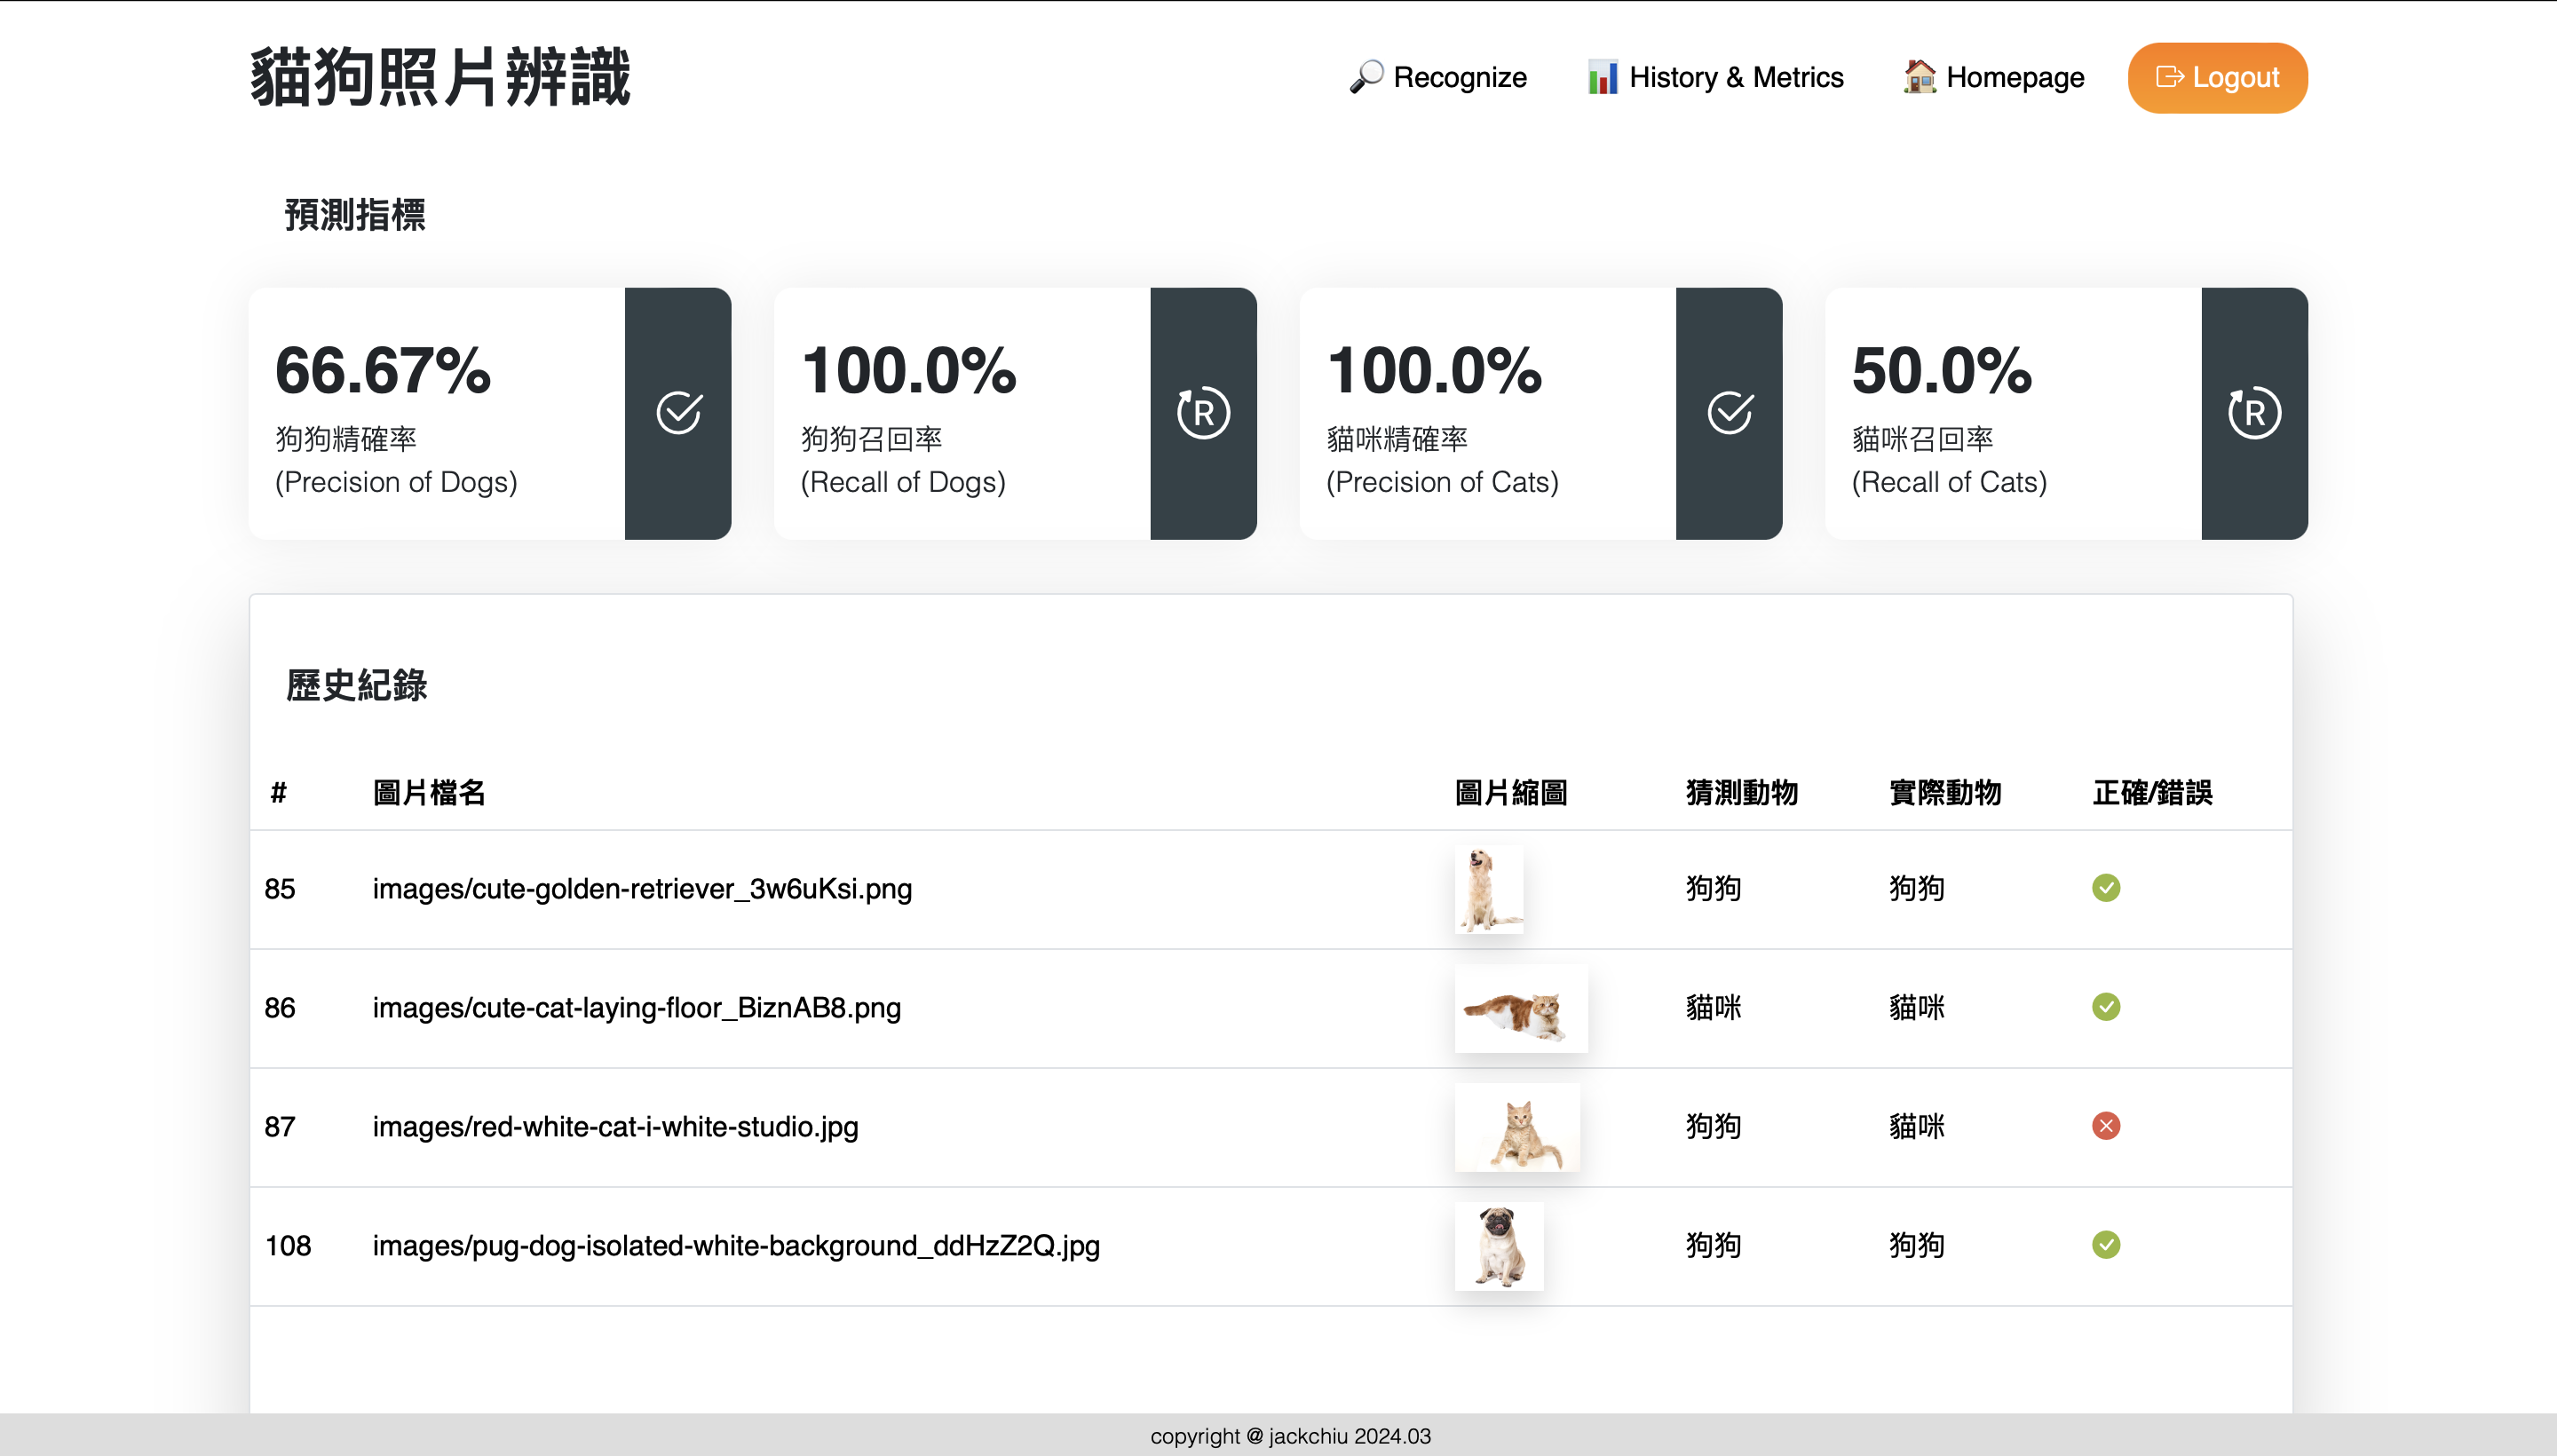 貓狗照片辨識
Recognize
History & Metrics
Homepage
Logout
預測指標
66.67%
狗狗精確率
(Precision of Dogs)
100.0%
狗狗召回率
(Recall of Dogs)
R
100.0%
貓咪精確率
(Precision of Cats)
50.0%
貓咪召回率
(Recall of Cats)
R
歷史紀錄
# 圖片檔名 圖片縮圖 猜測動物 實際動物 正確/錯誤
85 images/cute-golden-retriever_3w6uKsi.png 狗狗 狗狗
86 images/cute-cat-laying-floor_BiznAB8.png 貓咪 貓咪
87 images/red-white-cat-i-white-studio.jpg 狗狗 貓咪
108 images/pug-dog-isolated-white-background_ddHzZ2Q.jpg 狗狗 狗狗
copyright @ jackchiu 2024.03